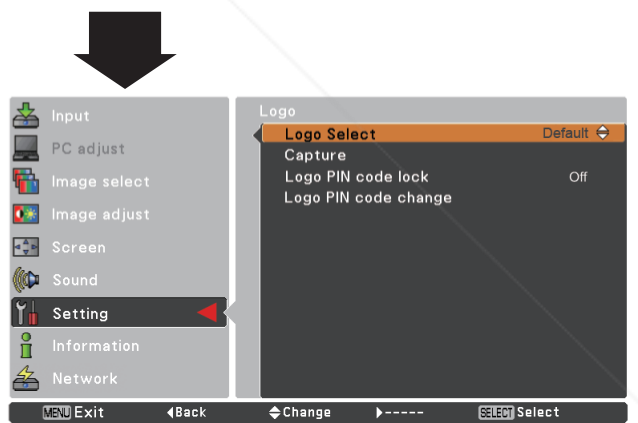 Input
PC adjust
Image select
Image adjust
Screen
Sound
Setting
Information
Network
Logo
Logo Select Default
Capture
Logo PIN code lock Off
Logo PIN code change
MENU Exit Back Change ----- SELECT Select